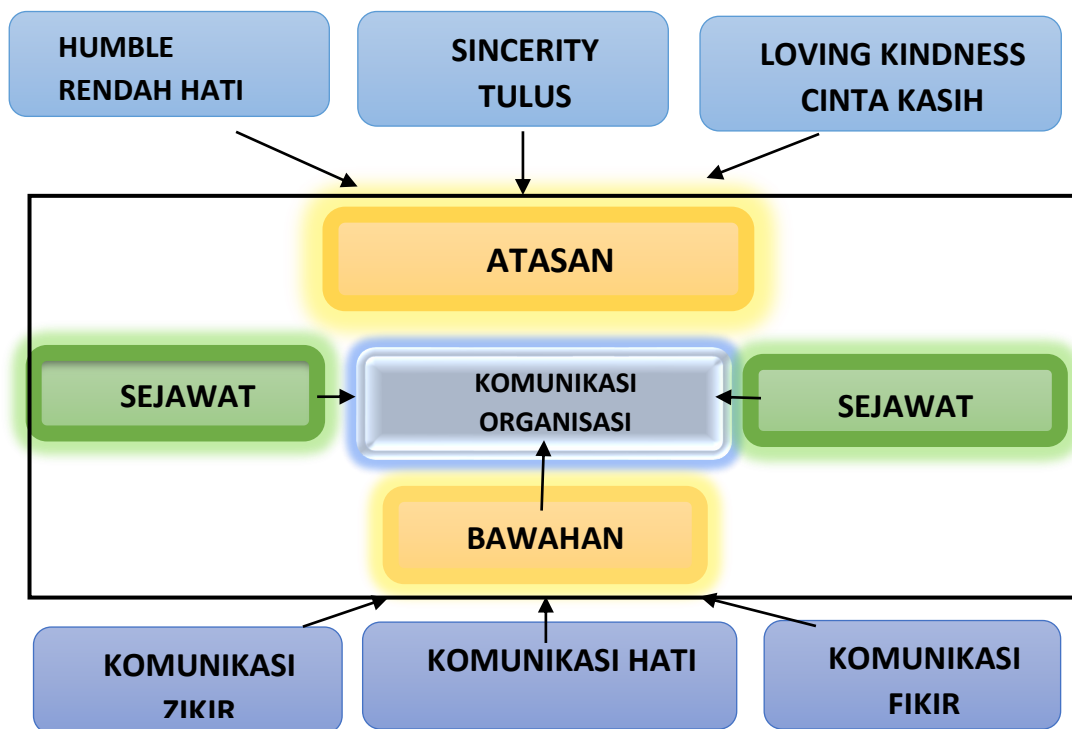 HUMBLE
RENDAH HATI
SINCERITY
TULUS
LOVING KINDNESS
CINTA KASIH
ATASAN
SEJAWAT
KOMUNIKASI
ORGANISASI
SEJAWAT
BAWAHAN
KOMUNIKASI
ZIKIR
KOMUNIKASI HATI
KOMUNIKASI
FIKIR